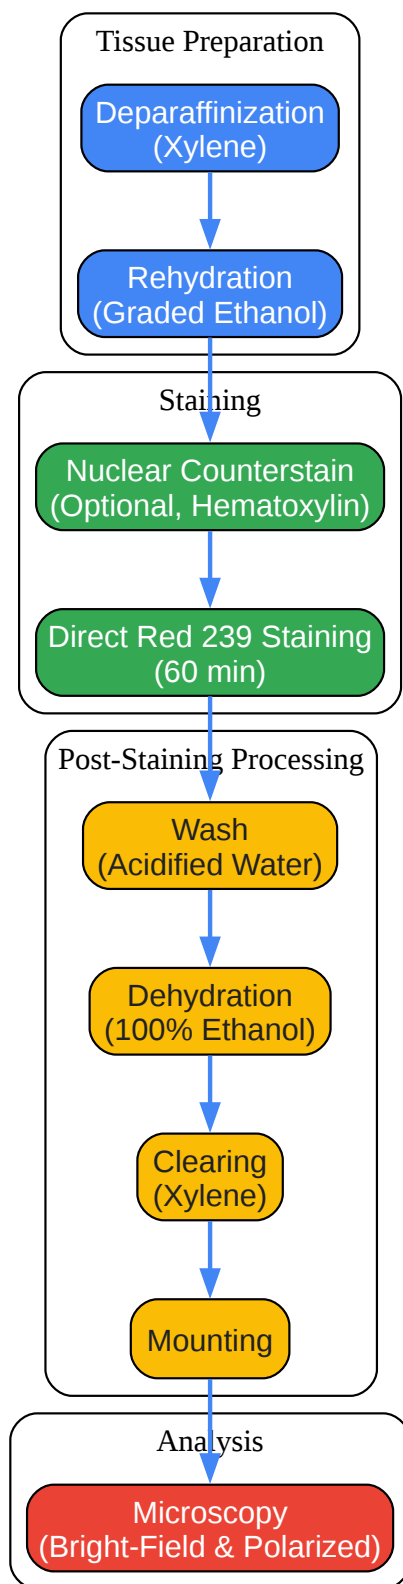 Tissue Preparation
Deparaffinization
(Xylene)
Rehydration
(Graded Ethanol)
Staining
Nuclear Counterstain
(Optional, Hematoxylin)
Direct Red 239 Staining
(60 min)
Post-Staining Processing
Wash
(Acidified Water)
Dehydration
(100% Ethanol)
Clearing
(Xylene)
Mounting
Analysis
Microscopy
(Bright-Field & Polarized)